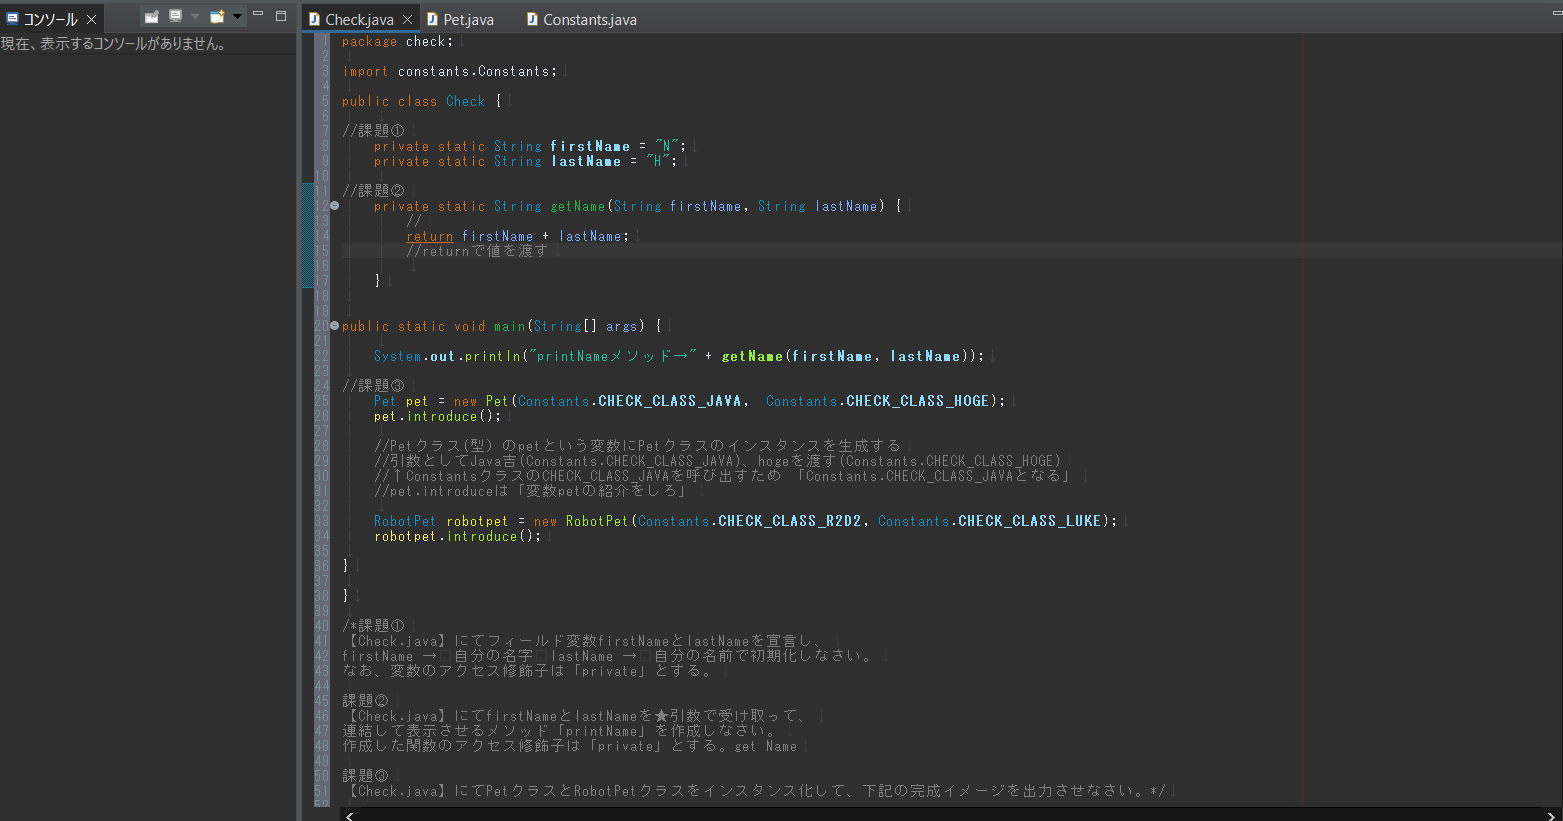 コンソール
現在、表示するコンソールがありません。
Check.java
Pet.java
Constants.java
1 package check;
2
3 import constants.Constants;
4
5 public class Check {
6
7 //課題①
8 private static String firstName = "N";
9 private static String lastName = "H";
10
11 //課題②
12 private static String getName(String firstName, String lastName) {
13 //
14 return firstName + lastName;
15 //returnで値を渡す
16
17 }
18
19
20 public static void main(String[] args) {
21
22 System.out.println("printNameメソッド→" + getName(firstName, lastName));
23
24 //課題③
25 Pet pet = new Pet(Constants.CHECK_CLASS_JAVA, Constants.CHECK_CLASS_HOGE);
26 pet.introduce();
27
28 //Petクラス(型) のpetという変数にPetクラスのインスタンスを生成する
29 //引数としてJava吉(Constants.CHECK_CLASS_JAVA)、hogeを渡す(Constants.CHECK_CLASS_HOGE)
30 //↑ConstantsクラスのCHECK_CLASS_JAVAを呼び出すため 「Constants.CHECK_CLASS_JAVAとなる」
31 //pet.introduceは「変数petの紹介をしろ」
32
33 RobotPet robotpet = new RobotPet(Constants.CHECK_CLASS_R2D2, Constants.CHECK_CLASS_LUKE);
34 robotpet.introduce();
35
36 }
37
38 }
39
40 /*課題①
41 【Check.java】にてフィールド変数firstNameとlastNameを宣言し、
42 firstName → 自分の名字 lastName → 自分の名前で初期化しなさい。
43 なお、変数のアクセス修飾子は「private」とする。
44
45 課題②
46 【Check.java】にてfirstNameとlastNameを★引数で受け取って、
47 連結して表示させるメソッド「printName」を作成しなさい。
48 作成した関数のアクセス修飾子は「private」とする。get Name
49
50 課題③
51 【Check.java】にてPetクラスとRobotPetクラスをインスタンス化して、下記の完成イメージを出力させなさい。*/